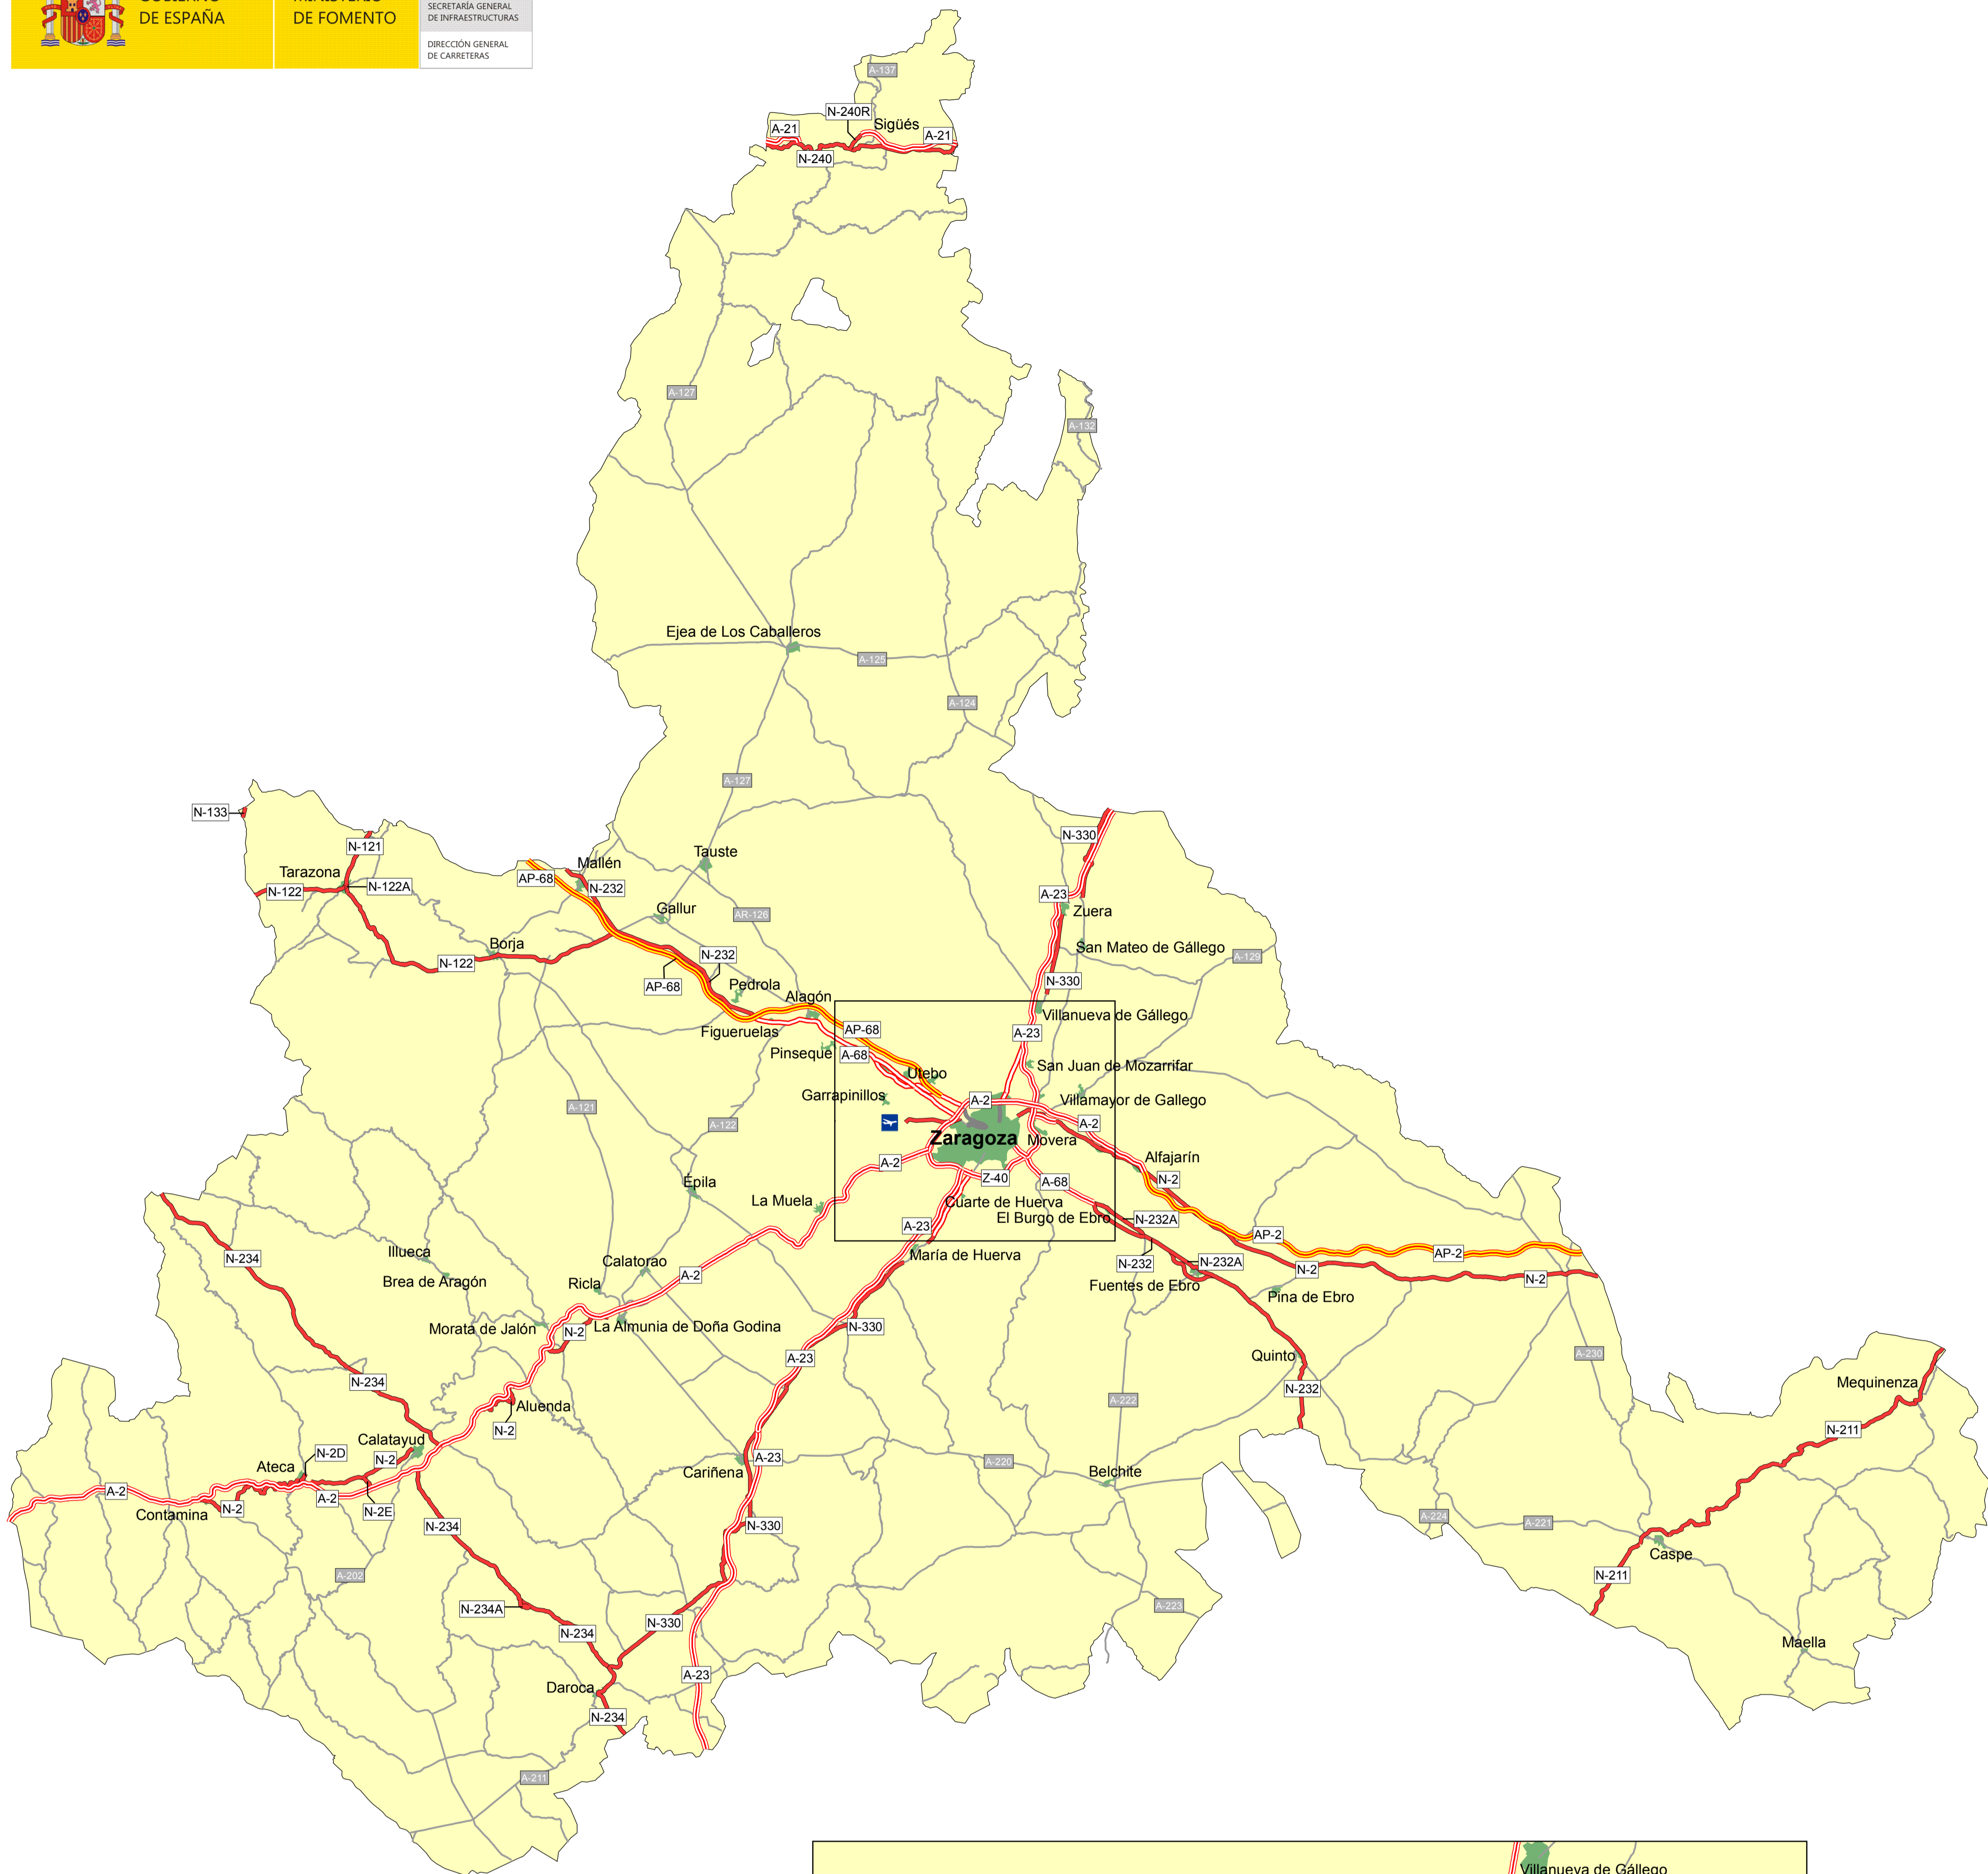 DE ESPAÑA
DE FOMENTO
SECRETARÍA GENERAL
DE INFRAESTRUCTURAS
DIRECCIÓN GENERAL
DE CARRETERAS
A-137
N-240R
Sigüés
A-21
A-21
N-240
A-127
A-132
Ejea de Los Caballeros
A-125
A-124
A-127
N-133
N-121
N-330
Tarazona
Mallén
Tauste
N-122
N-122A
AP-68
N-232
A-23
Gallur
AR-126
Zuera
Borja
San Mateo de Gállego
N-122
N-232
A-129
AP-68
Pedrola
N-330
Alagón
Villanueva de Gállego
Figueruelas
AP-68
A-23
Pinseque
A-68
San Juan de Mozarrifar
Utebo
Garrapinillos
A-2
Villamayor de Gallego
A-121
A-122
A-2
Zaragoza
Movera
A-2
Alfajarín
Épila
Z-40
A-68
N-2
La Muela
Cuarte de Huerva
El Burgo de Ebro
N-232A
A-23
AP-2
N-234
Illueca
María de Huerva
AP-2
Calatorao
N-232
N-232A
Brea de Aragón
Ricla
A-2
Fuentes de Ebro
N-2
N-2
Pina de Ebro
Morata de Jalón
N-2
La Almunia de Doña Godina
N-330
A-23
Quinto
A-230
N-234
N-232
Mequinenza
Aluenda
A-222
N-2
N-211
Calatayud
N-2D
N-2
Ateca
Cariñena
A-23
A-220
Belchite
A-2
A-2
Contamina
N-2
N-2E
N-234
N-330
A-224
A-221
Caspe
A-202
N-211
N-234A
A-223
N-330
N-234
Maella
A-23
Daroca
N-234
A-211
Villanueva de Gállego